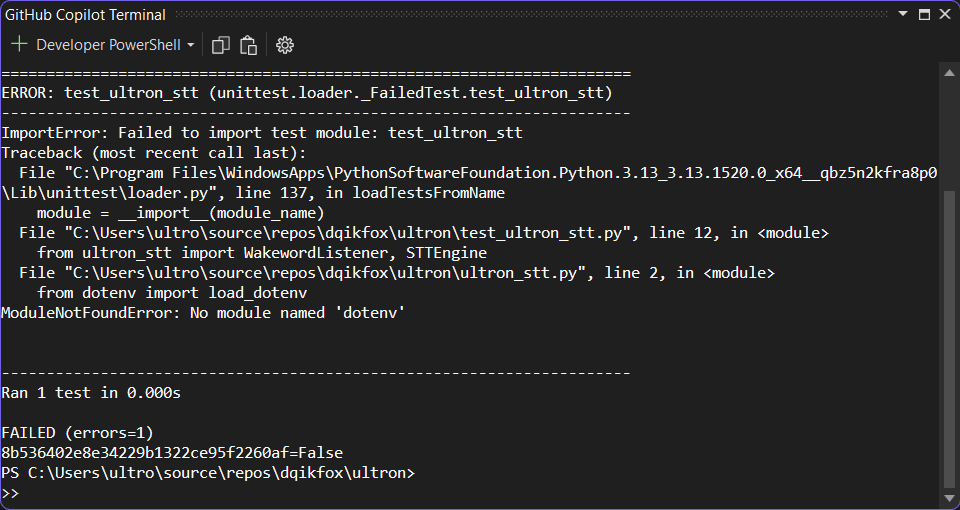 GitHub Copilot Terminal
Developer PowerShell
======================================================================
ERROR: test_ultron_stt (unittest.loader._FailedTest.test_ultron_stt)
----------------------------------------------------------------------
ImportError: Failed to import test module: test_ultron_stt
Traceback (most recent call last):
  File "C:\Program Files\WindowsApps\PythonSoftwareFoundation.Python.3.13_3.13.1520.0_x64__qbz5n2kfra8p0
\Lib\unittest\loader.py", line 137, in loadTestsFromName
    module = __import__(module_name)
  File "C:\Users\ultro\source\repos\dqikfox\ultron\test_ultron_stt.py", line 12, in <module>
    from ultron_stt import WakewordListener, STTEngine
  File "C:\Users\ultro\source\repos\dqikfox\ultron\ultron_stt.py", line 2, in <module>
    from dotenv import load_dotenv
ModuleNotFoundError: No module named 'dotenv'
----------------------------------------------------------------------
Ran 1 test in 0.000s
FAILED (errors=1)
8b536402e8e34229b1322ce95f2260af=False
PS C:\Users\ultro\source\repos\dqikfox\ultron>
>>